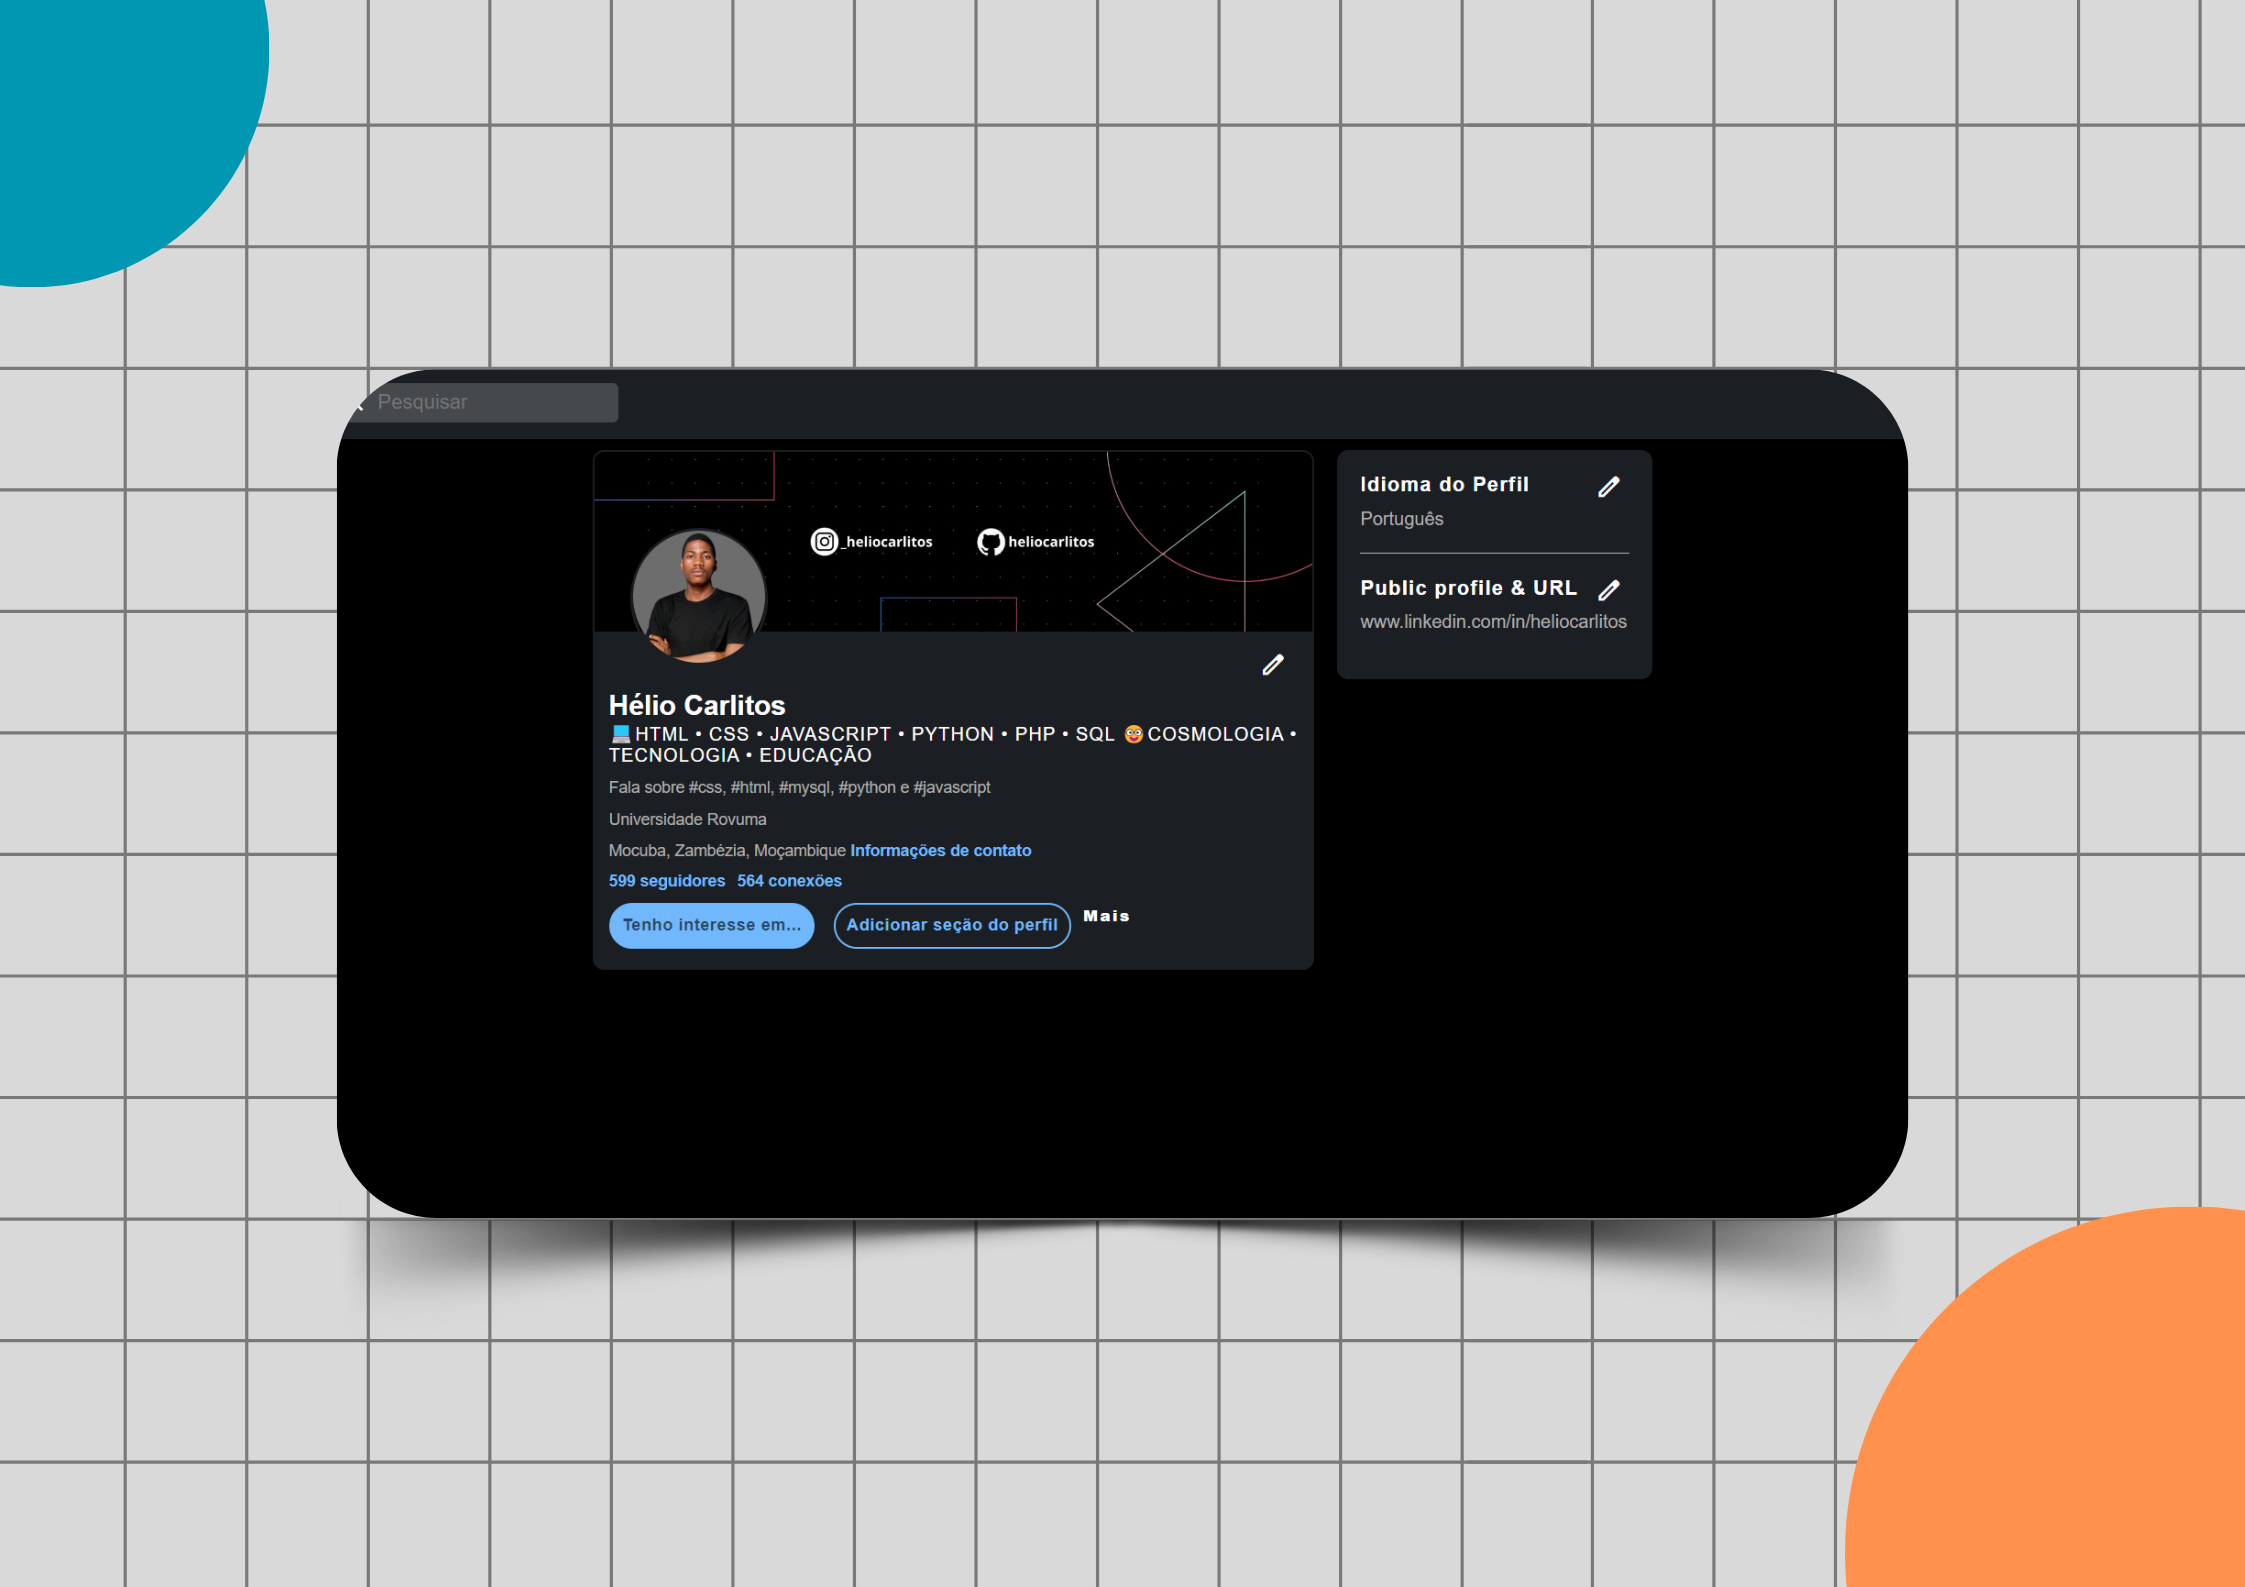 Pesquisar
_heliocarlitos
heliocarlitos
Hélio Carlitos
💻HTML • CSS • JAVASCRIPT • PYTHON • PHP • SQL 🤓COSMOLOGIA •
TECNOLOGIA • EDUCAÇÃO
Fala sobre #css, #html, #mysql, #python e #javascript
Universidade Rovuma
Mocuba, Zambézia, Moçambique Informações de contato
599 seguidores 564 conexões
Tenho interesse em...
Adicionar seção do perfil
Mais
Idioma do Perfil
Português
Public profile & URL
www.linkedin.com/in/heliocarlitos